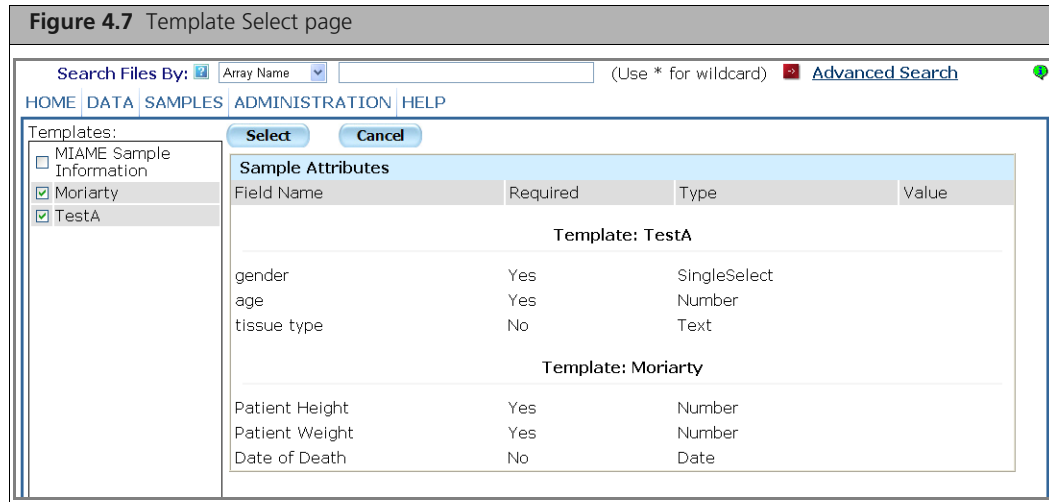 Figure 4.7 Template Select page
Search Files By: ? Array Name (Use * for wildcard) Advanced Search
HOME DATA SAMPLES ADMINISTRATION HELP
Templates:
MIAME Sample
Information
Moriarty
TestA
Select Cancel
Sample Attributes
Field Name Required Type Value
Template: TestA
gender Yes SingleSelect
age Yes Number
tissue type No Text
Template: Moriarty
Patient Height Yes Number
Patient Weight Yes Number
Date of Death No Date